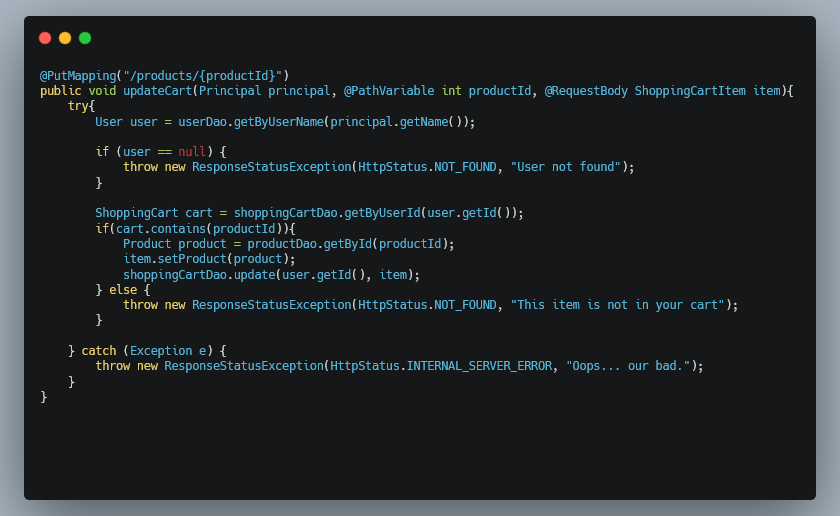 @PutMapping("/products/{productId}")
public void updateCart(Principal principal, @PathVariable int productId, @RequestBody ShoppingCartItem item){
    try{
        User user = userDao.getByUserName(principal.getName());

        if (user == null) {
            throw new ResponseStatusException(HttpStatus.NOT_FOUND, "User not found");
        }

        ShoppingCart cart = shoppingCartDao.getByUserId(user.getId());
        if(cart.contains(productId)){
            Product product = productDao.getById(productId);
            item.setProduct(product);
            shoppingCartDao.update(user.getId(), item);
        } else {
            throw new ResponseStatusException(HttpStatus.NOT_FOUND, "This item is not in your cart");
        }

    } catch (Exception e) {
        throw new ResponseStatusException(HttpStatus.INTERNAL_SERVER_ERROR, "Oops... our bad.");
    }
}